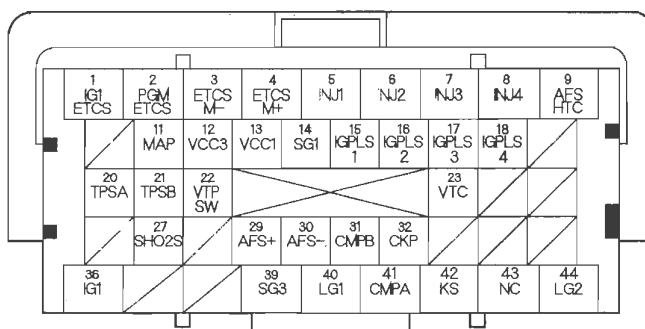 1 2 3 4 5 6 7 8 9
IG1 PGM ETCS ETCS INJ1 INJ2 INJ3 INJ4 AFS
ETCS ETCS M− M+ HTC
11 12 13 14 15 16 17 18
MAP VCC3 VCC1 SG1 IGPLS IGPLS IGPLS IGPLS
1 2 3 4
20 21 22 23
TPSA TPSB VTP VTC
SW
27 29 30 31 32
SHO2S AFS+ AFS− CMPB CKP
36 39 40 41 42 43 44
IG1 SG3 LG1 CMPA KS NC LG2